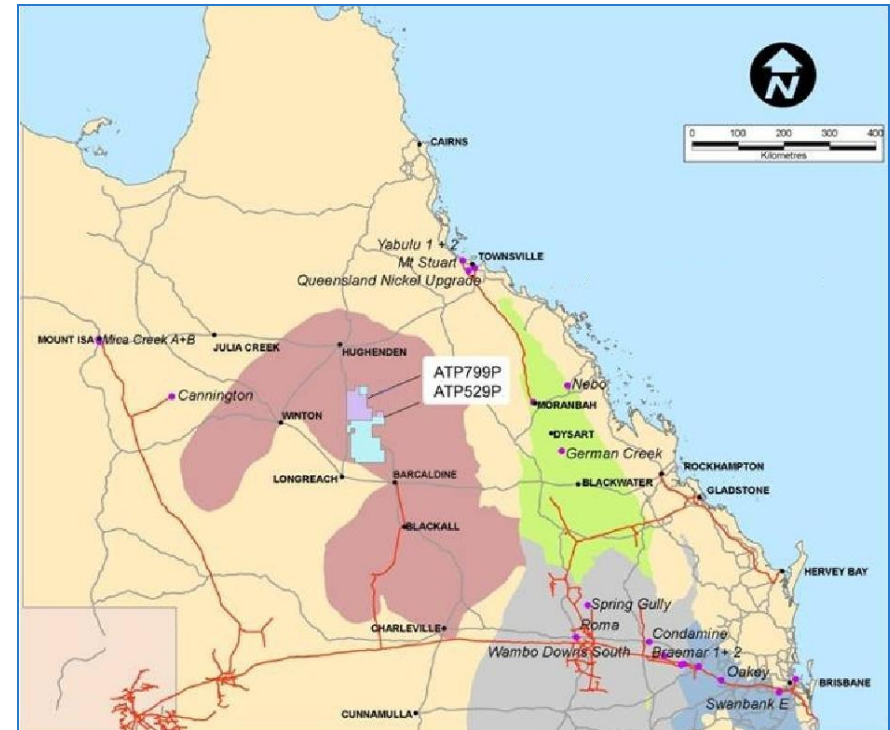 N
0 100 200 300 400
Kilometres
CAIRNS
Yabulu 1 + 2
TOWNSVILLE
Mt Stuart
Queensland Nickel Upgrade
MOUNT ISA
Mica Creek A+B
JULIA CREEK
HUGHENDEN
ATP799P
ATP529P
Nebo
Cannington
MORANBAH
WINTON
DYSART
German Creek
ROCKHAMPTON
LONGREACH
BARCALDINE
BLACKWATER
GLADSTONE
BLACKALL
HERVEY BAY
Spring Gully
CHARLEVILLE
Roma
Condamine
Wambo Downs South
Braemar 1+ 2
Oakey
BRISBANE
Swanbank E
CUNNAMULLA